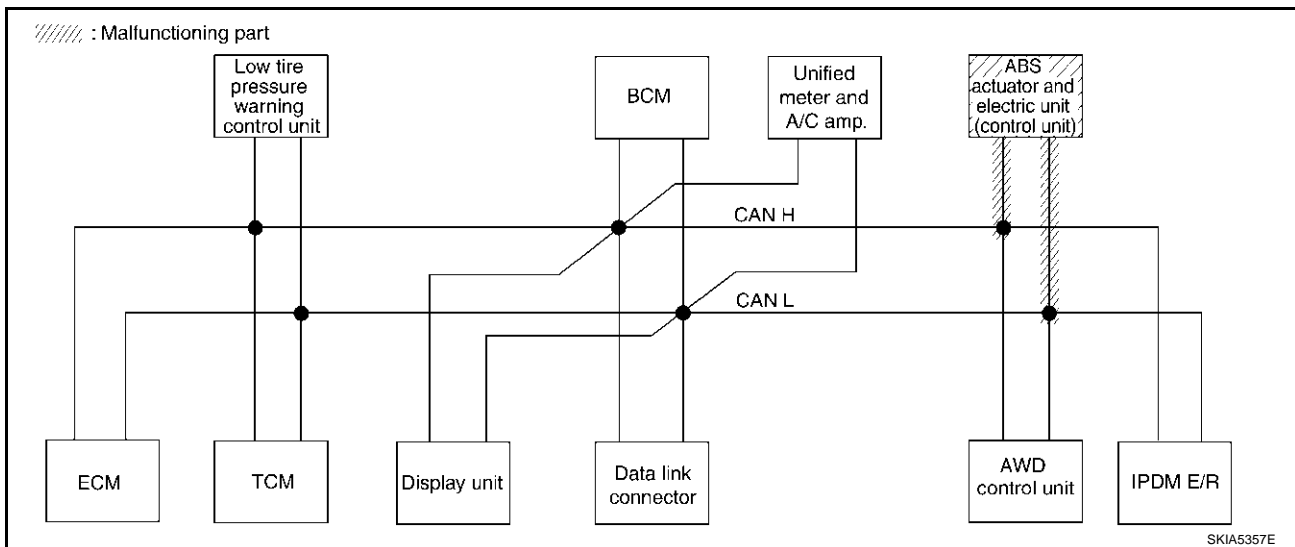 : Malfunctioning part
Low tire
pressure
warning
control unit
BCM
Unified
meter and
A/C amp.
ABS
actuator and
electric unit
(control unit)
CAN H
CAN L
ECM
TCM
Display unit
Data link
connector
AWD
control unit
IPDM E/R
SKIA5357E